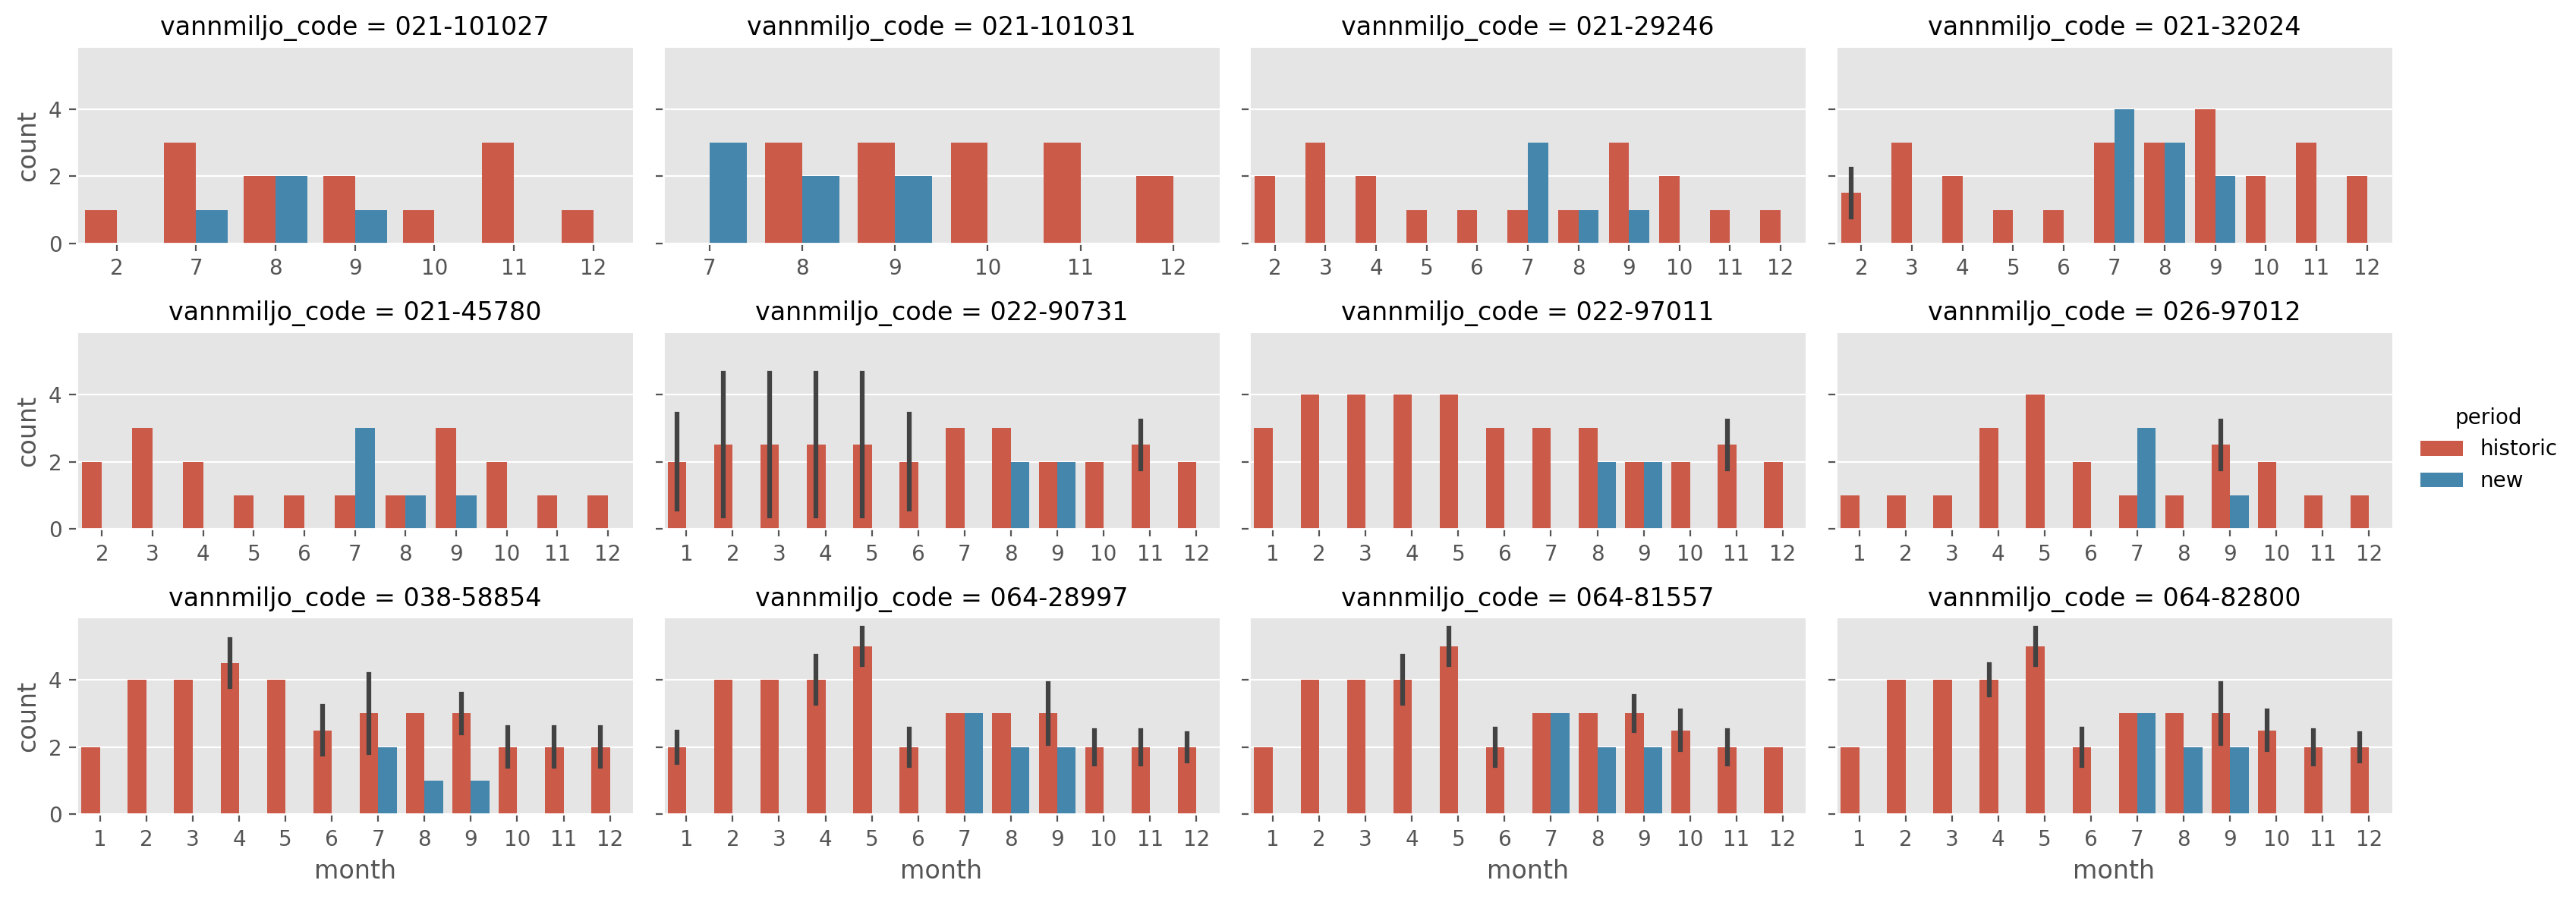 vannmiljo_code = 021-101027 vannmiljo_code = 021-101031 vannmiljo_code = 021-29246 vannmiljo_code = 021-32024
count
4
2
0
2 7 8 9 10 11 12
7 8 9 10 11 12
2 3 4 5 6 7 8 9 10 11 12
2 3 4 5 6 7 8 9 10 11 12
vannmiljo_code = 021-45780 vannmiljo_code = 022-90731 vannmiljo_code = 022-97011 vannmiljo_code = 026-97012
count
4
2
0
2 3 4 5 6 7 8 9 10 11 12
1 2 3 4 5 6 7 8 9 10 11 12
1 2 3 4 5 6 7 8 9 10 11 12
1 2 3 4 5 6 7 8 9 10 11 12
period
historic
new
vannmiljo_code = 038-58854 vannmiljo_code = 064-28997 vannmiljo_code = 064-81557 vannmiljo_code = 064-82800
count
4
2
0
1 2 3 4 5 6 7 8 9 10 11 12
1 2 3 4 5 6 7 8 9 10 11 12
1 2 3 4 5 6 7 8 9 10 11 12
1 2 3 4 5 6 7 8 9 10 11 12
month month month month